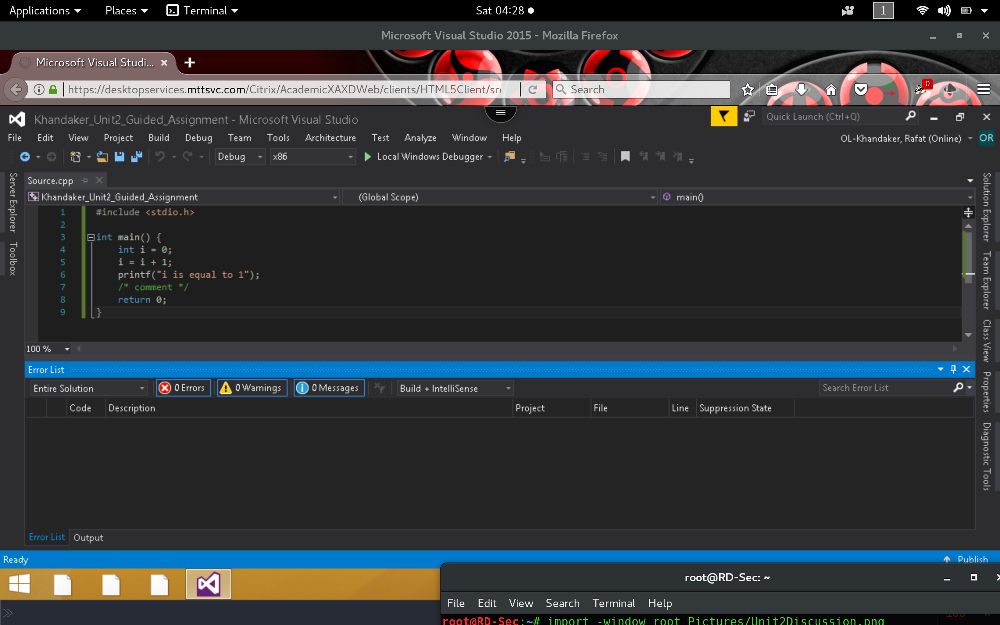 Applications Places Terminal Sat 04:28 1
Microsoft Visual Studio 2015 - Mozilla Firefox
Microsoft Visual Studi...
https://desktopservices.mttsvc.com/Citrix/AcademicXAXDWeb/clients/HTML5Client/src Search 0
Khandaker_Unit2_Guided_Assignment - Microsoft Visual Studio Quick Launch (Ctrl+Q)
File Edit View Project Build Debug Team Tools Architecture Test Analyze Window Help OL-Khandaker, Rafat (Online) OR
Debug x86 Local Windows Debugger
Server Explorer
Toolbox
Source.cpp
Khandaker_Unit2_Guided_Assignment (Global Scope) main()
1 #include <stdio.h>
2
3 int main() {
4 int i = 0;
5 i = i + 1;
6 printf("i is equal to 1");
7 /* comment */
8 return 0;
9 }
100 %
Solution Explorer
Team Explorer
Class View
Properties
Diagnostic Tools
Error List
Entire Solution 0 Errors 0 Warnings 0 Messages Build + IntelliSense Search Error List
Code Description Project File Line Suppression State
Error List Output
Ready Publish
root@RD-Sec: ~
File Edit View Search Terminal Help
root@RD-Sec:~# import -window root Pictures/Unit2Discussion.png